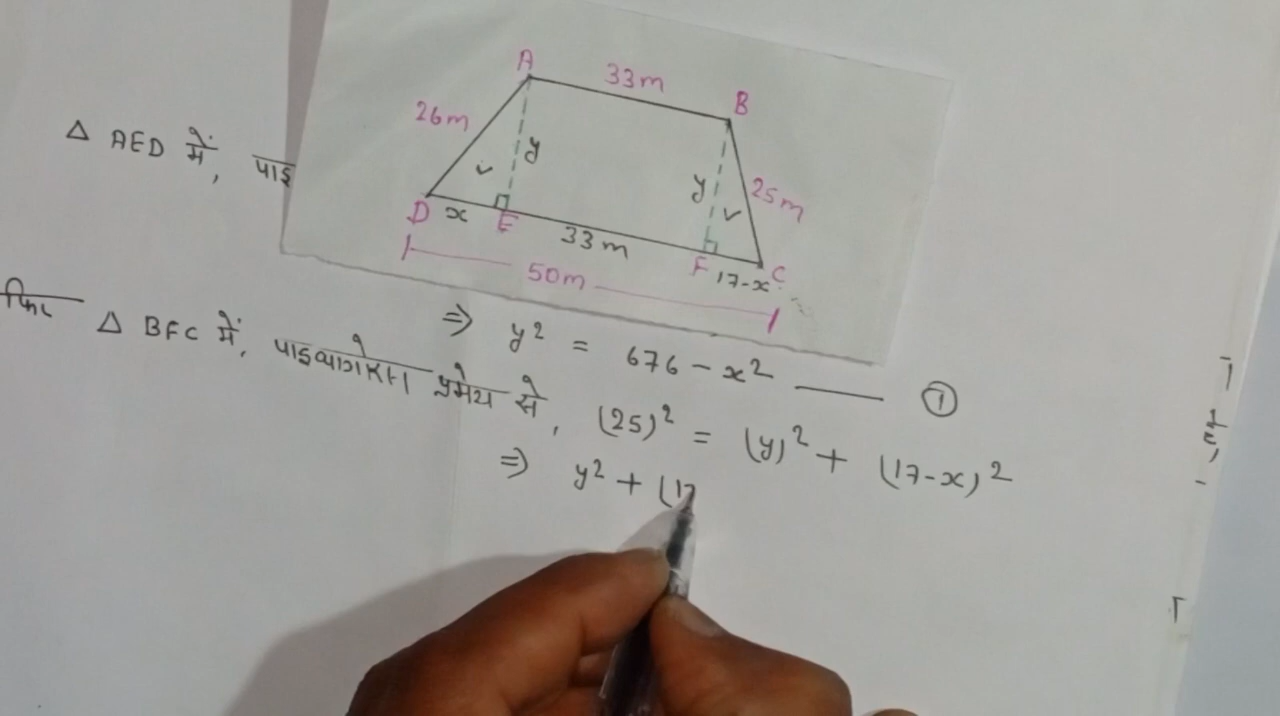 A 33m B
26m y y 25m
D x E 33m F 17-x C
50m
Δ AED में, पाइ
⇒ y² = 676 - x² —— ①
फिर Δ BFC में, पाइथागोरस प्रमेय से, (25)² = (y)² + (17-x)²
⇒ y² + (17